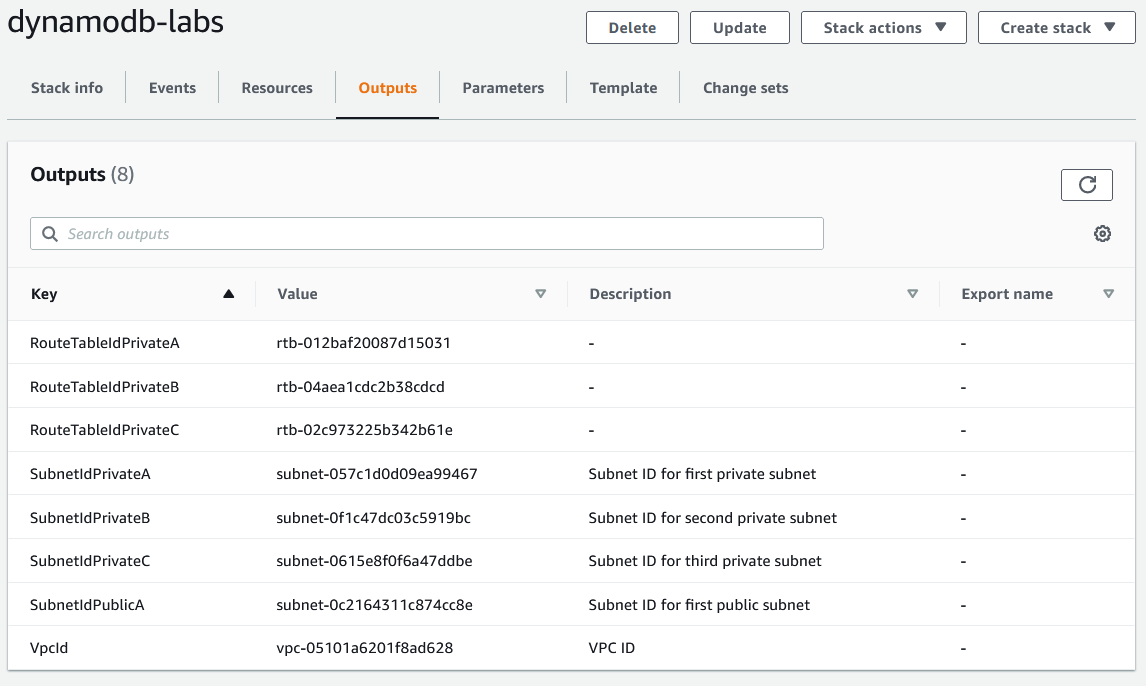 dynamodb-labs
Delete Update Stack actions Create stack
Stack info Events Resources Outputs Parameters Template Change sets
Outputs (8)
Search outputs
Key Value Description Export name
RouteTableIdPrivateA rtb-012baf20087d15031 - -
RouteTableIdPrivateB rtb-04aea1cdc2b38cdcd - -
RouteTableIdPrivateC rtb-02c973225b342b61e - -
SubnetIdPrivateA subnet-057c1d0d09ea99467 Subnet ID for first private subnet -
SubnetIdPrivateB subnet-0f1c47dc03c5919bc Subnet ID for second private subnet -
SubnetIdPrivateC subnet-0615e8f0f6a47ddbe Subnet ID for third private subnet -
SubnetIdPublicA subnet-0c2164311c874cc8e Subnet ID for first public subnet -
VpcId vpc-05101a6201f8ad628 VPC ID -